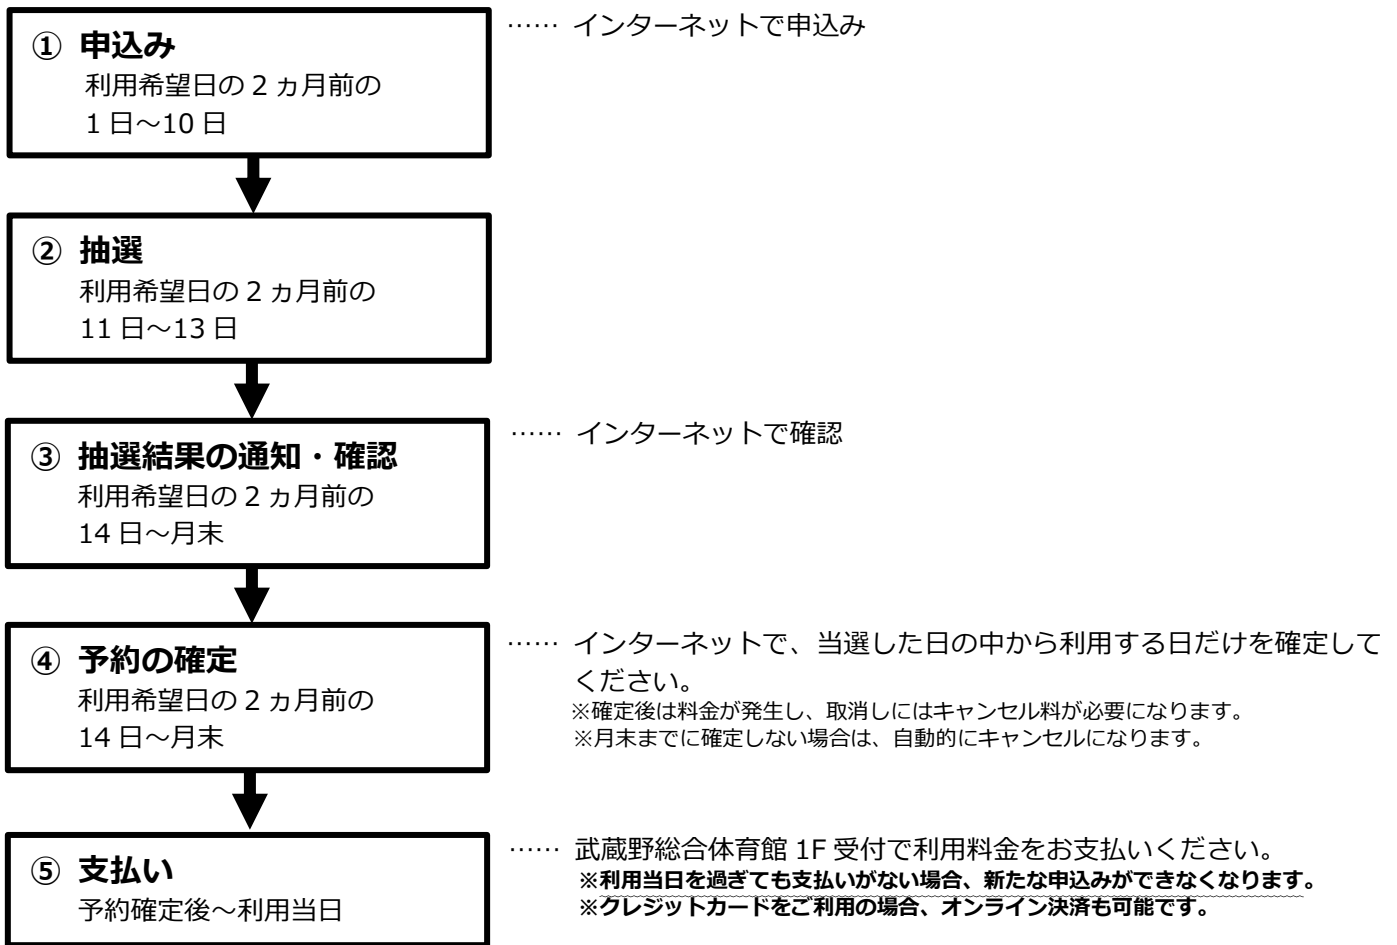 ① 申込み
利用希望日の2ヵ月前の
1日～10日
…… インターネットで申込み
② 抽選
利用希望日の2ヵ月前の
11日～13日
③ 抽選結果の通知・確認
利用希望日の2ヵ月前の
14日～月末
…… インターネットで確認
④ 予約の確定
利用希望日の2ヵ月前の
14日～月末
…… インターネットで、当選した日の中から利用する日だけを確定して
ください。
※確定後は料金が発生し、取消しにはキャンセル料が必要になります。
※月末までに確定しない場合は、自動的にキャンセルになります。
⑤ 支払い
予約確定後～利用当日
…… 武蔵野総合体育館 1F 受付で利用料金をお支払いください。
※利用当日を過ぎても支払いがない場合、新たな申込みができなくなります。
※クレジットカードをご利用の場合、オンライン決済も可能です。